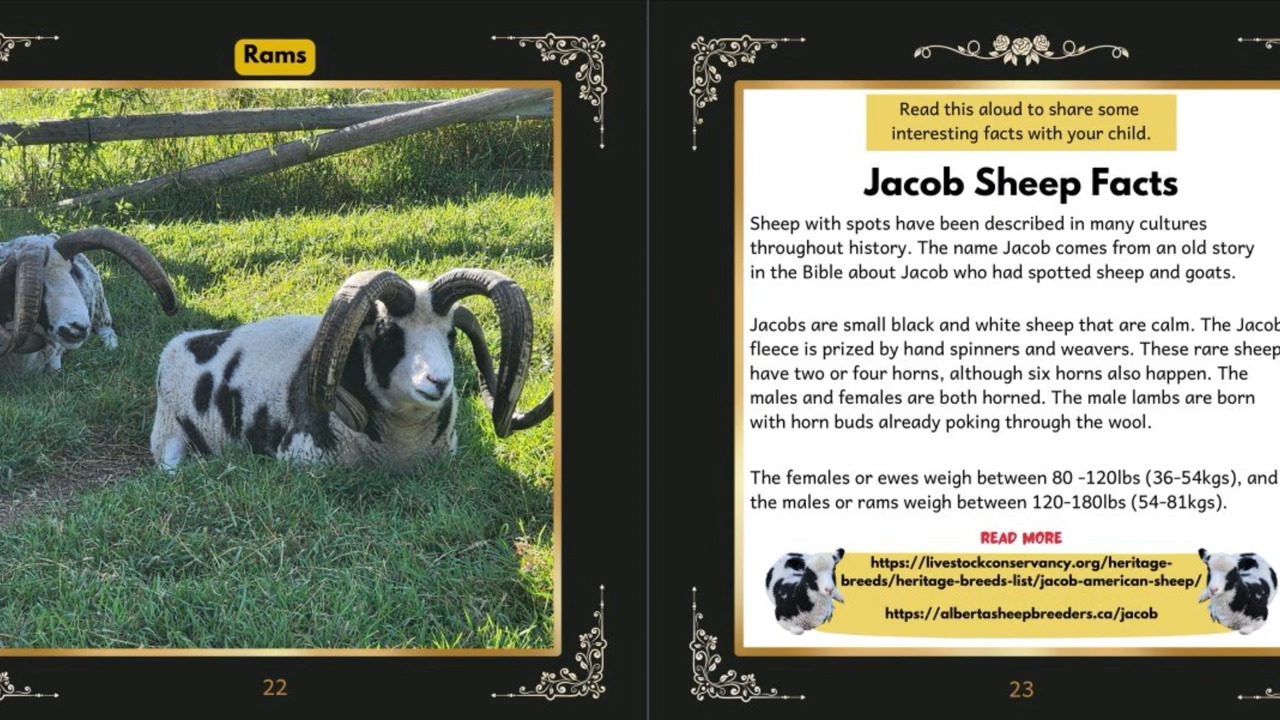 Rams
22
Read this aloud to share some
interesting facts with your child.
Jacob Sheep Facts
Sheep with spots have been described in many cultures
throughout history. The name Jacob comes from an old story
in the Bible about Jacob who had spotted sheep and goats.
Jacobs are small black and white sheep that are calm. The Jacob
fleece is prized by hand spinners and weavers. These rare sheep
have two or four horns, although six horns also happen. The
males and females are both horned. The male lambs are born
with horn buds already poking through the wool.
The females or ewes weigh between 80 -120lbs (36-54kgs), and
the males or rams weigh between 120-180lbs (54-81kgs).
READ MORE
https://livestockconservancy.org/heritage-
breeds/heritage-breeds-list/jacob-american-sheep/
https://albertasheepbreeders.ca/jacob
23